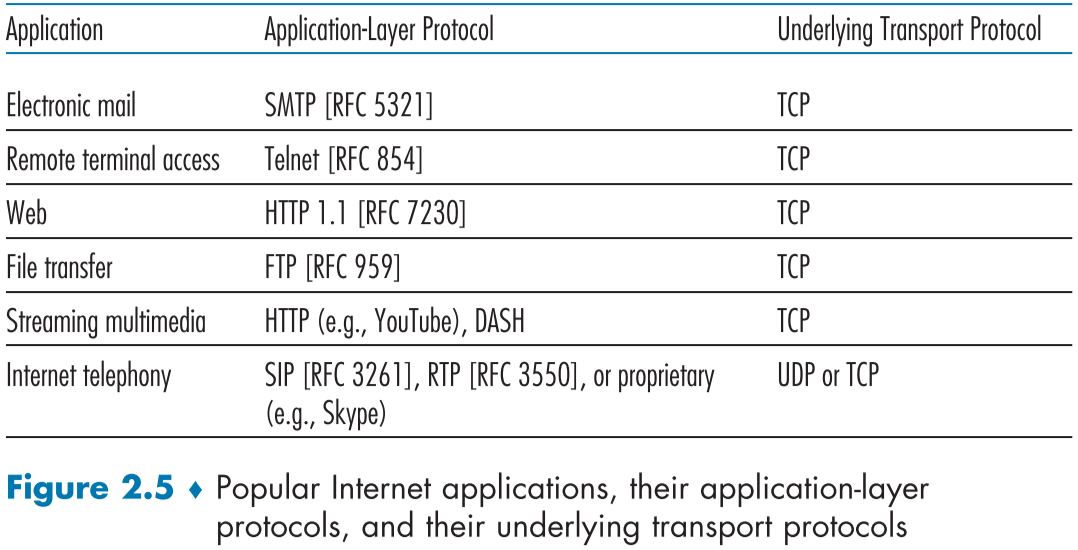 Application Application-Layer Protocol Underlying Transport Protocol
Electronic mail SMTP [RFC 5321] TCP
Remote terminal access Telnet [RFC 854] TCP
Web HTTP 1.1 [RFC 7230] TCP
File transfer FTP [RFC 959] TCP
Streaming multimedia HTTP (e.g., YouTube), DASH TCP
Internet telephony SIP [RFC 3261], RTP [RFC 3550], or proprietary UDP or TCP
(e.g., Skype)
Figure 2.5 ♦ Popular Internet applications, their application-layer
protocols, and their underlying transport protocols